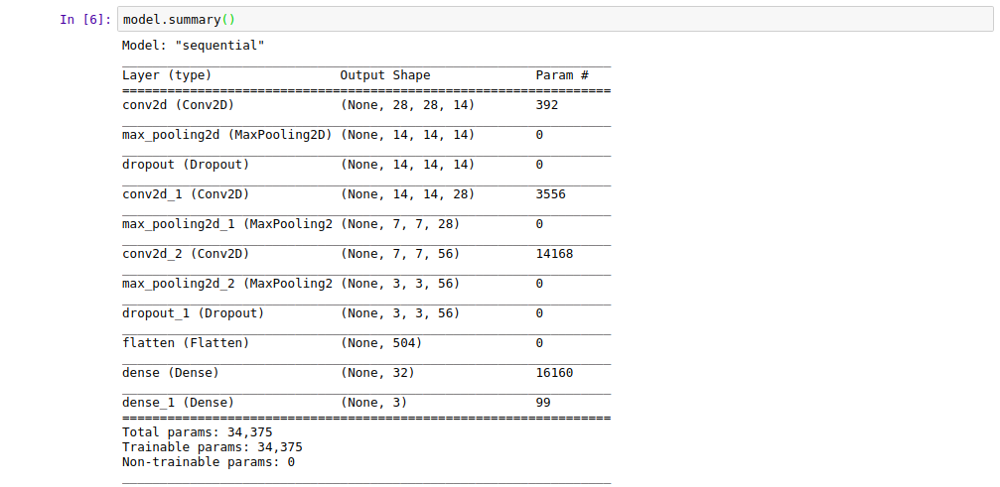 In [6]: model.summary()
Model: "sequential"
_________________________________________________________________
Layer (type)                 Output Shape              Param #
=================================================================
conv2d (Conv2D)              (None, 28, 28, 14)        392
_________________________________________________________________
max_pooling2d (MaxPooling2D) (None, 14, 14, 14)        0
_________________________________________________________________
dropout (Dropout)            (None, 14, 14, 14)        0
_________________________________________________________________
conv2d_1 (Conv2D)            (None, 14, 14, 28)        3556
_________________________________________________________________
max_pooling2d_1 (MaxPooling2 (None, 7, 7, 28)          0
_________________________________________________________________
conv2d_2 (Conv2D)            (None, 7, 7, 56)          14168
_________________________________________________________________
max_pooling2d_2 (MaxPooling2 (None, 3, 3, 56)          0
_________________________________________________________________
dropout_1 (Dropout)          (None, 3, 3, 56)          0
_________________________________________________________________
flatten (Flatten)            (None, 504)               0
_________________________________________________________________
dense (Dense)                (None, 32)                16160
_________________________________________________________________
dense_1 (Dense)              (None, 3)                 99
=================================================================
Total params: 34,375
Trainable params: 34,375
Non-trainable params: 0
_________________________________________________________________